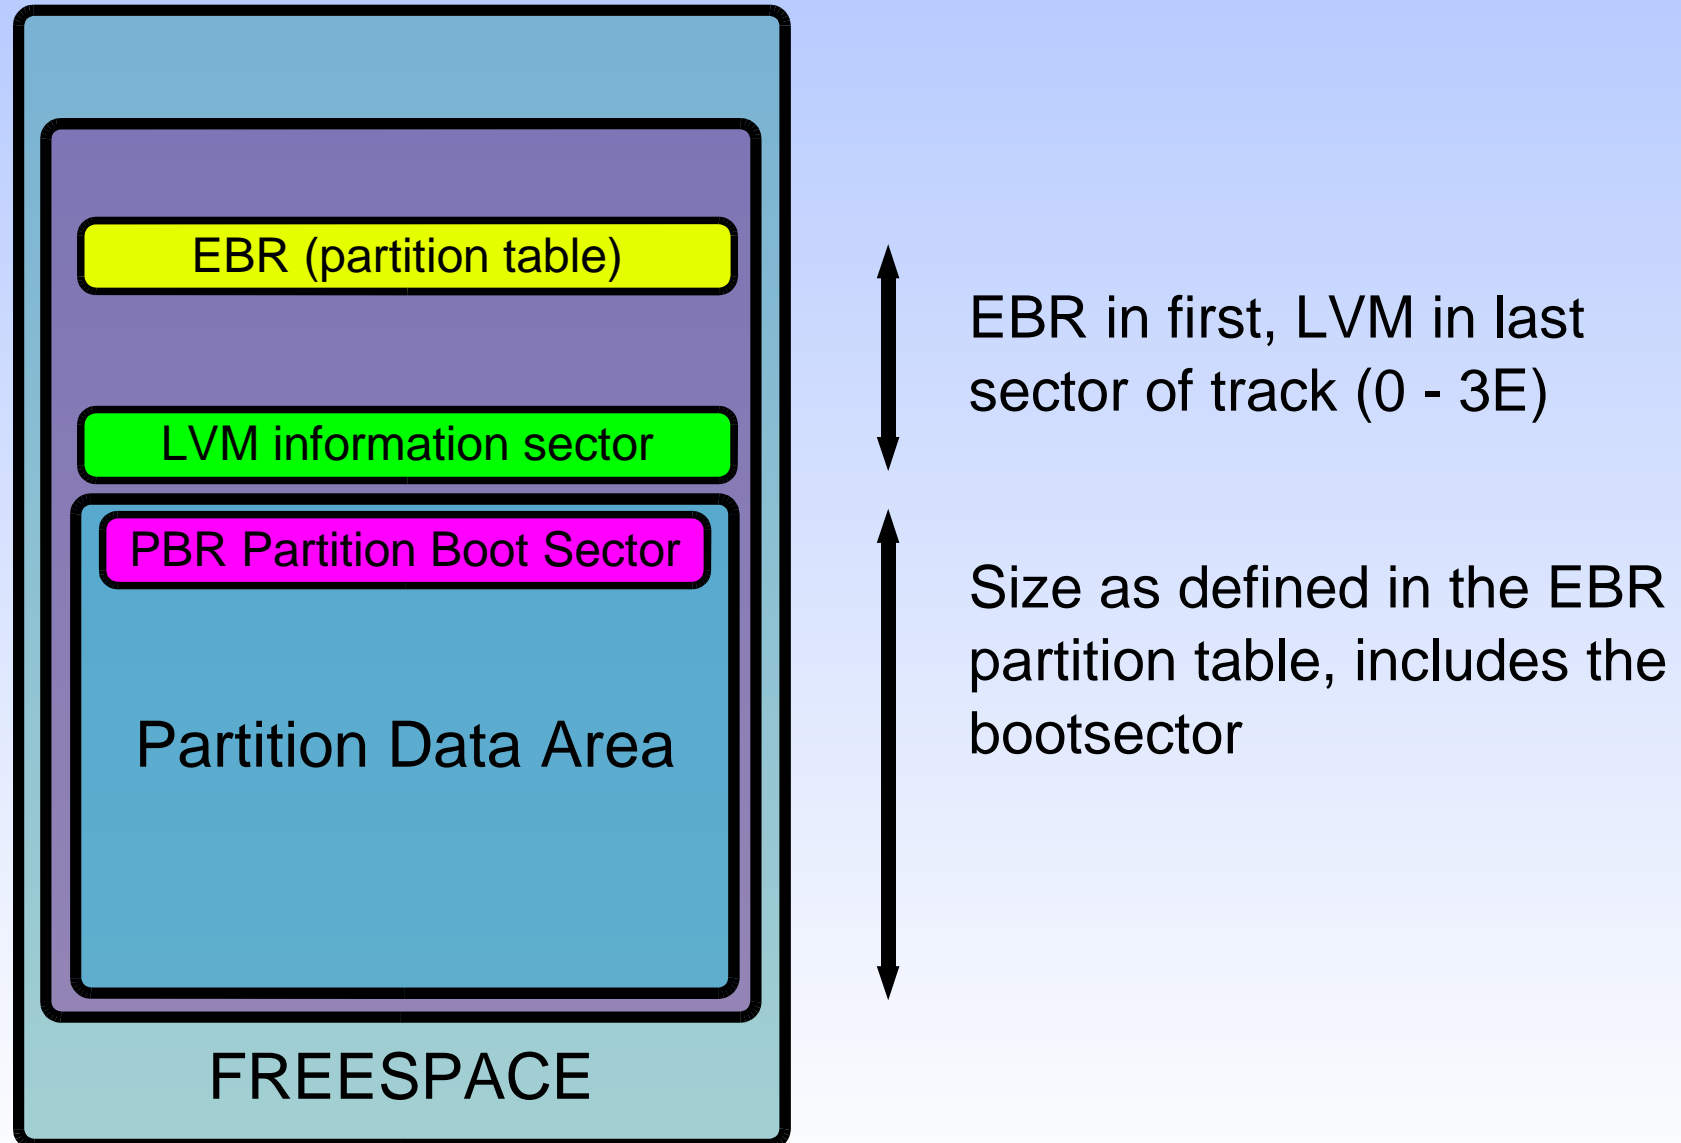 EBR (partition table)
LVM information sector
PBR Partition Boot Sector
Partition Data Area
FREESPACE
EBR in first, LVM in last
sector of track (0 - 3E)
Size as defined in the EBR
partition table, includes the
bootsector